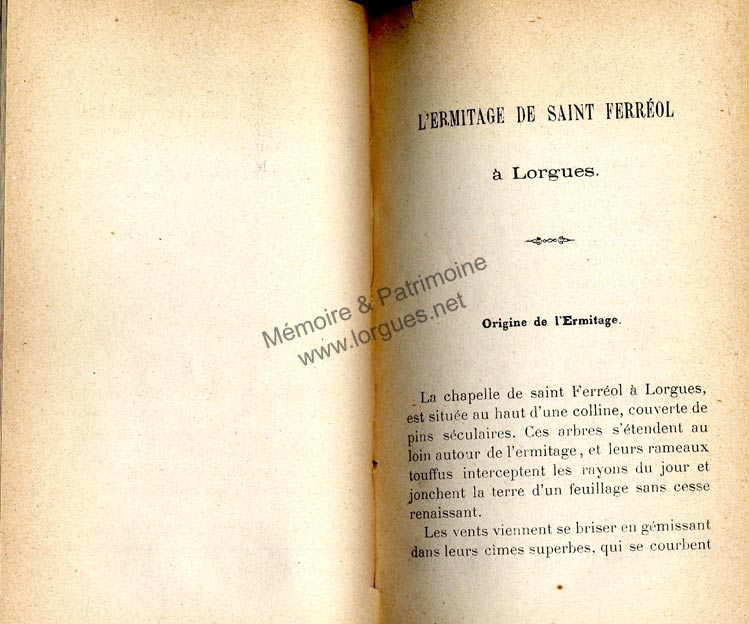 L'ERMITAGE DE SAINT FERRÉOL
à Lorgues.
Mémoire & Patrimoine
www.lorgues.net
Origine de l'Ermitage.
La chapelle de saint Ferréol à Lorgues,
est située au haut d'une colline, couverte de
pins séculaires. Ces arbres s'étendent au
loin autour de l'ermitage, et leurs rameaux
touffus interceptent les rayons du jour et
jonchent la terre d'un feuillage sans cesse
renaissant.
Les vents viennent se briser en gémissant
dans leurs cimes superbes, qui se courbent